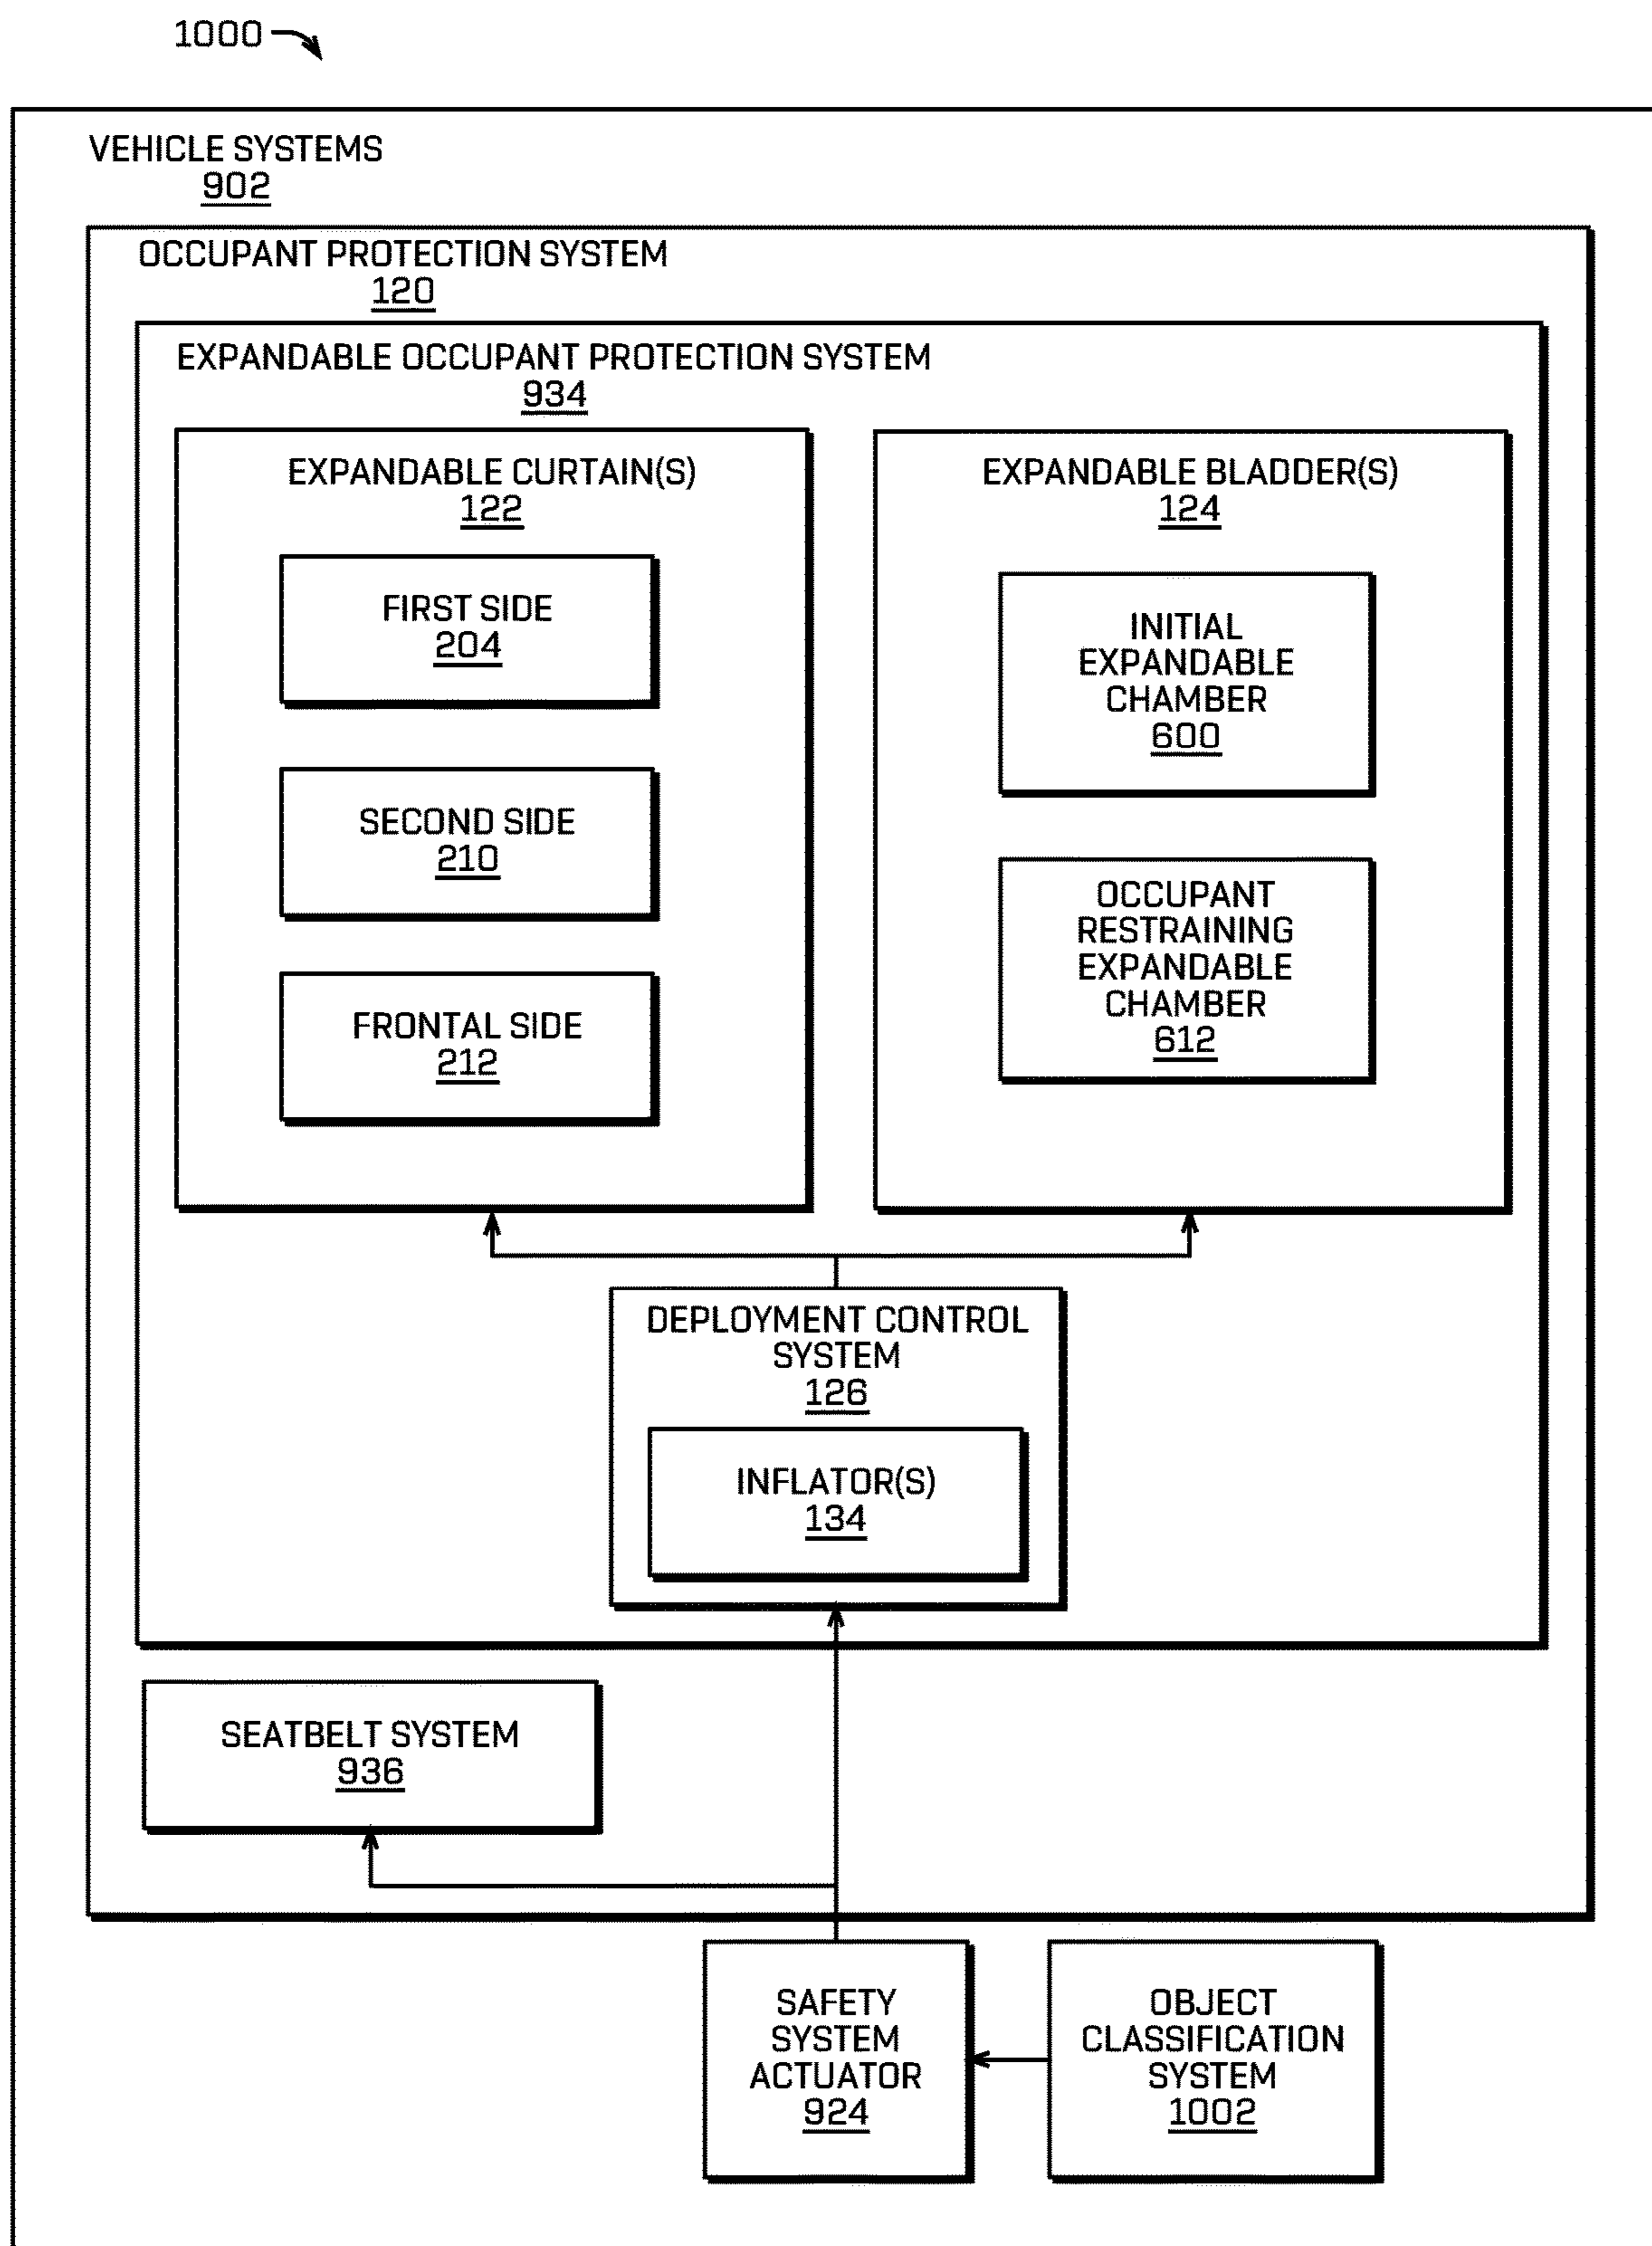 1000
VEHICLE SYSTEMS
902
OCCUPANT PROTECTION SYSTEM
120
EXPANDABLE OCCUPANT PROTECTION SYSTEM
934
EXPANDABLE CURTAIN(S)
122
FIRST SIDE
204
SECOND SIDE
210
FRONTAL SIDE
212
EXPANDABLE BLADDER(S)
124
INITIAL
EXPANDABLE
CHAMBER
600
OCCUPANT
RESTRAINING
EXPANDABLE
CHAMBER
612
DEPLOYMENT CONTROL
SYSTEM
126
INFLATOR(S)
134
SEATBELT SYSTEM
936
SAFETY
SYSTEM
ACTUATOR
924
OBJECT
CLASSIFICATION
SYSTEM
1002